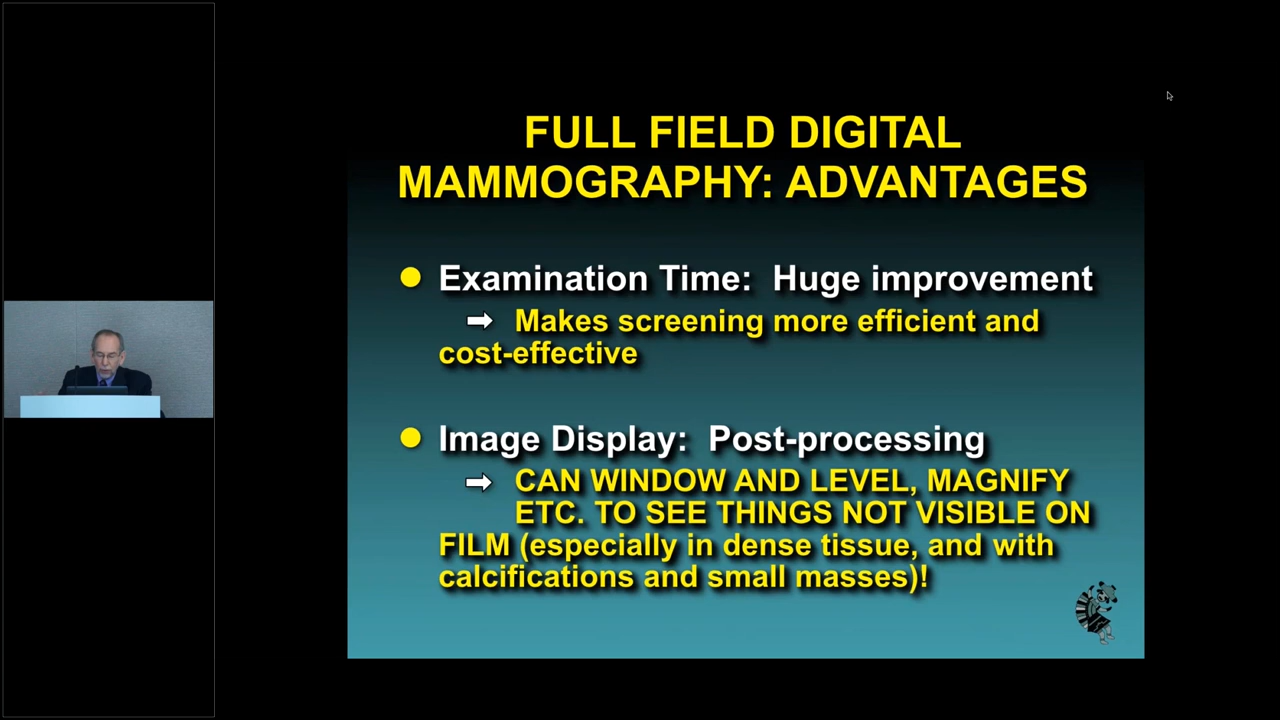 FULL FIELD DIGITAL
MAMMOGRAPHY: ADVANTAGES
Examination Time: Huge improvement
Makes screening more efficient and
cost-effective
Image Display: Post-processing
CAN WINDOW AND LEVEL, MAGNIFY
ETC. TO SEE THINGS NOT VISIBLE ON
FILM (especially in dense tissue, and with
calcifications and small masses)!